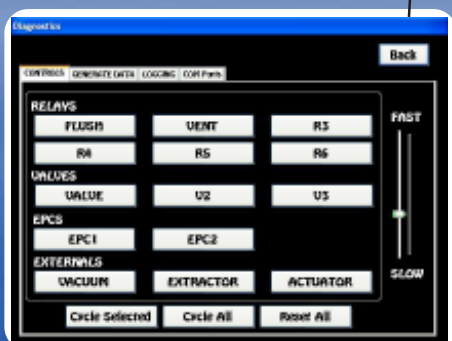 Diagnostics
Back
CONTROLS GENERATE DATA LOGGING COM Ports
RELAYS
FLUSH VENT R3
R4 R5 R6
VALVES
VALVE V2 V3
EPCS
EPC1 EPC2
EXTERNALS
VACUUM EXTRACTOR ACTUATOR
FAST
SLOW
Cycle Selected Cycle All Reset All